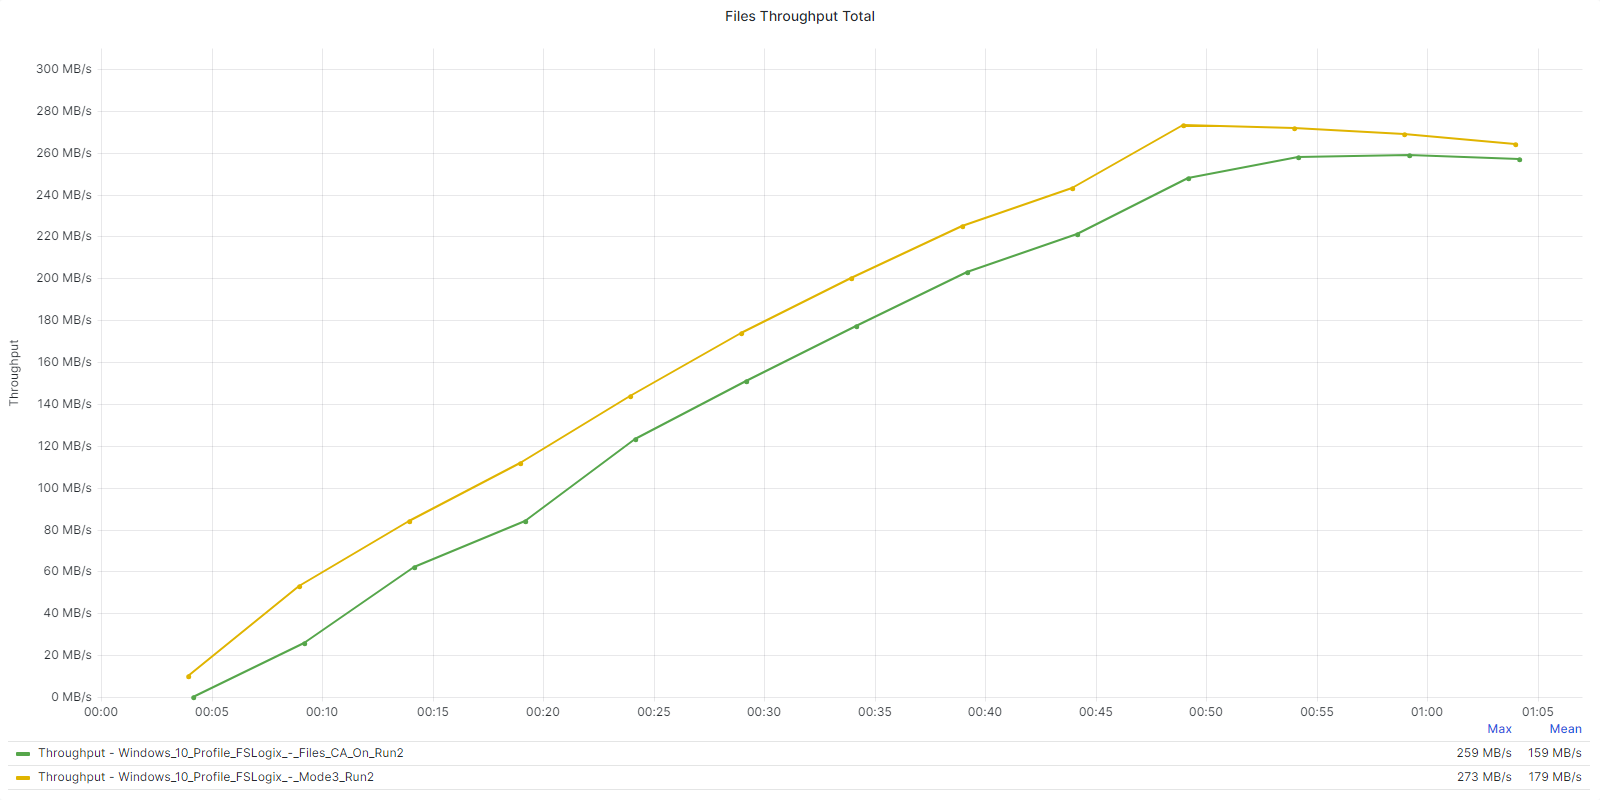 Files Throughput Total
300 MB/s
280 MB/s
260 MB/s
240 MB/s
220 MB/s
200 MB/s
180 MB/s
160 MB/s
140 MB/s
120 MB/s
100 MB/s
80 MB/s
60 MB/s
40 MB/s
20 MB/s
0 MB/s
Throughput
00:00 00:05 00:10 00:15 00:20 00:25 00:30 00:35 00:40 00:45 00:50 00:55 01:00 01:05
Max Mean
Throughput - Windows_10_Profile_FSLogix_-_Files_CA_On_Run2 259 MB/s 159 MB/s
Throughput - Windows_10_Profile_FSLogix_-_Mode3_Run2 273 MB/s 179 MB/s